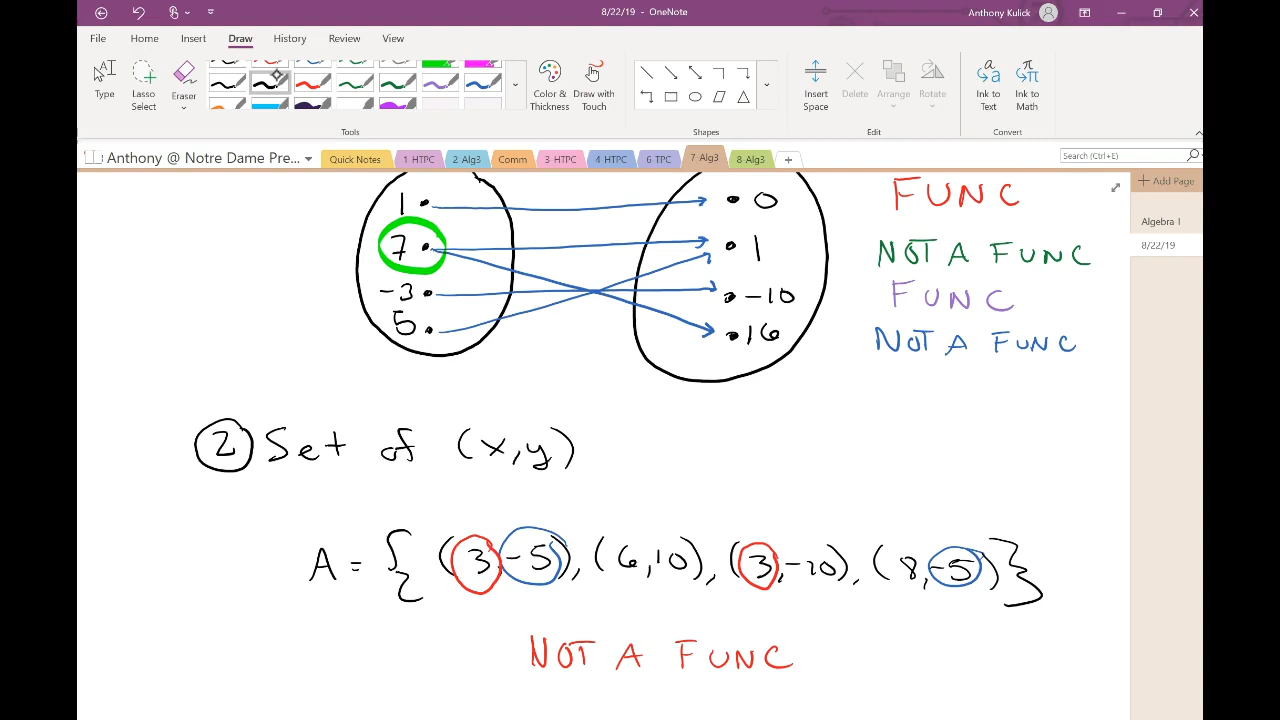 8/22/19 - OneNote
Anthony Kulick
File Home Insert Draw History Review View
Type
Lasso Select
Eraser
Color & Thickness
Draw with Touch
Insert Space
Delete
Arrange
Rotate
Ink to Text
Ink to Math
Tools
Shapes
Edit
Convert
Anthony @ Notre Dame Pre...
Quick Notes
1 HTPC
2 Alg3
Comm
3 HTPC
4 HTPC
6 TPC
7 Alg3
8 Alg3
+
Search (Ctrl+E)
+ Add Page
Algebra I
8/22/19
1
7
-3
5
0
1
-10
16
FUNC
NOT A FUNC
FUNC
NOT A FUNC
2 Set of (x,y)
A = { (3,-5), (6,10), (3,-20), (8,-5) }
NOT A FUNC